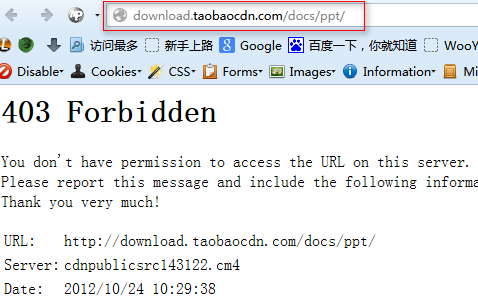 download.taobaocdn.com/docs/ppt/
访问最多 新手上路 Google 百度一下，你就知道 WooY
Disable▾ Cookies▾ CSS▾ Forms▾ Images▾ Information▾ Mi
403 Forbidden
You don't have permission to access the URL on this server.
Please report this message and include the following informa
Thank you very much!
URL: http://download.taobaocdn.com/docs/ppt/
Server: cdnpublicsrc143122.cm4
Date: 2012/10/24 10:29:38